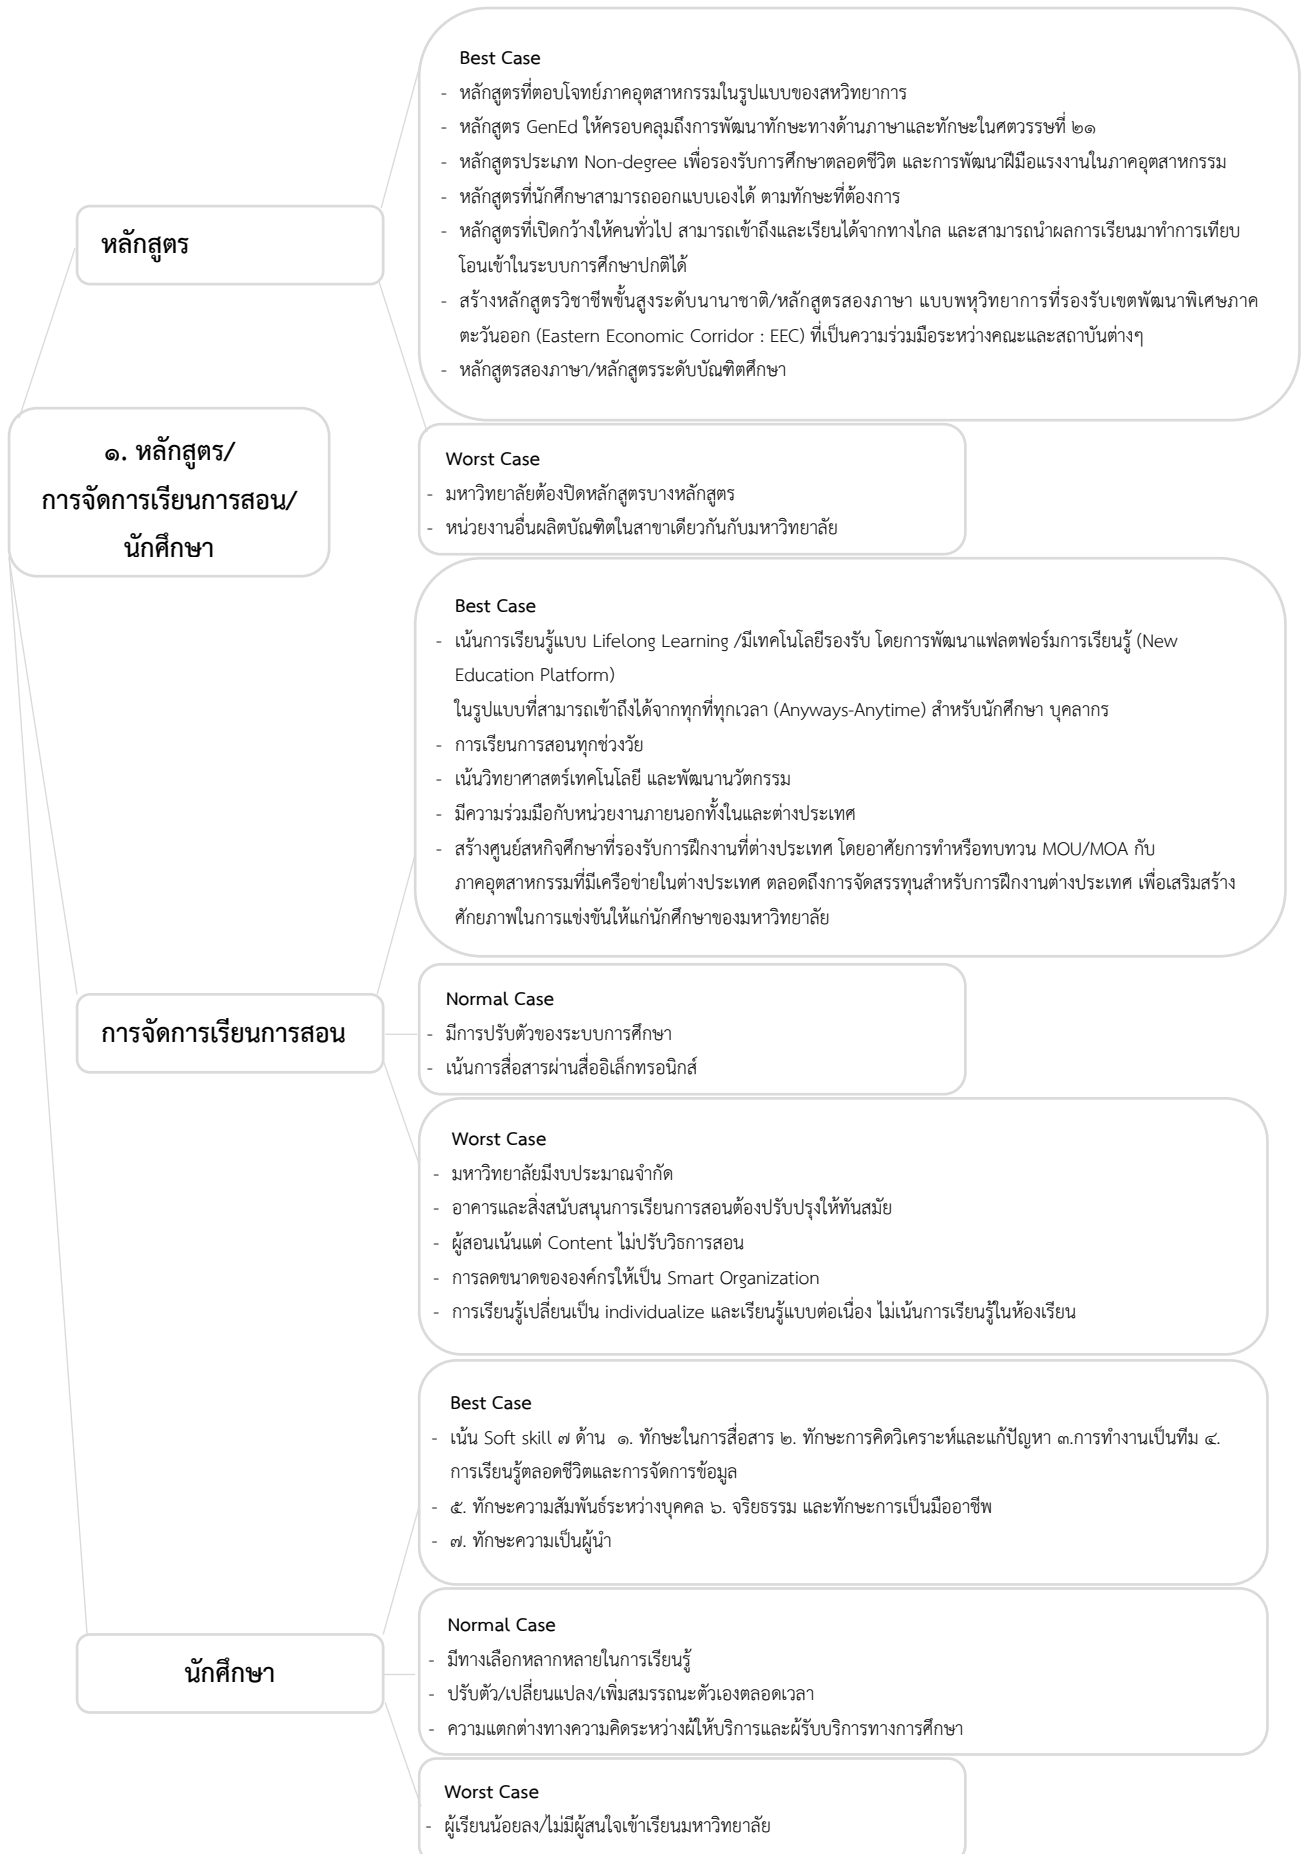 Best Case
- หลักสูตรที่ตอบโจทย์ภาคอุตสาหกรรมในรูปแบบของสหวิทยาการ
- หลักสูตร GenEd ให้ครอบคลุมถึงการพัฒนาทักษะทางด้านภาษาและทักษะในศตวรรษที่ ๒๑
- หลักสูตรประเภท Non-degree เพื่อรองรับการศึกษาตลอดชีวิต และการพัฒนาฝีมือแรงงานในภาคอุตสาหกรรม
- หลักสูตรที่นักศึกษาสามารถออกแบบเองได้ ตามทักษะที่ต้องการ
- หลักสูตรที่เปิดกว้างให้คนทั่วไป สามารถเข้าถึงและเรียนได้จากทางไกล และสามารถนำผลการเรียนมาทำการเทียบ
โอนเข้าในระบบการศึกษาปกติได้
- สร้างหลักสูตรวิชาชีพขั้นสูงระดับนานาชาติ/หลักสูตรสองภาษา แบบพหุวิทยาการที่รองรับเขตพัฒนาพิเศษภาค
ตะวันออก (Eastern Economic Corridor : EEC) ที่เป็นความร่วมมือระหว่างคณะและสถาบันต่างๆ
- หลักสูตรสองภาษา/หลักสูตรระดับบัณฑิตศึกษา
หลักสูตร
๑. หลักสูตร/
การจัดการเรียนการสอน/
นักศึกษา
Worst Case
- มหาวิทยาลัยต้องปิดหลักสูตรบางหลักสูตร
- หน่วยงานอื่นผลิตบัณฑิตในสาขาเดียวกันกับมหาวิทยาลัย
Best Case
- เน้นการเรียนรู้แบบ Lifelong Learning /มีเทคโนโลยีรองรับ โดยการพัฒนาแฟลตฟอร์มการเรียนรู้ (New
Education Platform)
ในรูปแบบที่สามารถเข้าถึงได้จากทุกที่ทุกเวลา (Anyways-Anytime) สำหรับนักศึกษา บุคลากร
- การเรียนการสอนทุกช่วงวัย
- เน้นวิทยาศาสตร์เทคโนโลยี และพัฒนานวัตกรรม
- มีความร่วมมือกับหน่วยงานภายนอกทั้งในและต่างประเทศ
- สร้างศูนย์สหกิจศึกษาที่รองรับการฝึกงานที่ต่างประเทศ โดยอาศัยการทำหรือทบทวน MOU/MOA กับ
ภาคอุตสาหกรรมที่มีเครือข่ายในต่างประเทศ ตลอดถึงการจัดสรรทุนสำหรับการฝึกงานต่างประเทศ เพื่อเสริมสร้าง
ศักยภาพในการแข่งขันให้แก่นักศึกษาของมหาวิทยาลัย
การจัดการเรียนการสอน
Normal Case
- มีการปรับตัวของระบบการศึกษา
- เน้นการสื่อสารผ่านสื่ออิเล็กทรอนิกส์
Worst Case
- มหาวิทยาลัยมีงบประมาณจำกัด
- อาคารและสิ่งสนับสนุนการเรียนการสอนต้องปรับปรุงให้ทันสมัย
- ผู้สอนเน้นแต่ Content ไม่ปรับวิธการสอน
- การลดขนาดขององค์กรให้เป็น Smart Organization
- การเรียนรู้เปลี่ยนเป็น individualize และเรียนรู้แบบต่อเนื่อง ไม่เน้นการเรียนรู้ในห้องเรียน
Best Case
- เน้น Soft skill ๗ ด้าน ๑. ทักษะในการสื่อสาร ๒. ทักษะการคิดวิเคราะห์และแก้ปัญหา ๓.การทำงานเป็นทีม ๔.
การเรียนรู้ตลอดชีวิตและการจัดการข้อมูล
- ๕. ทักษะความสัมพันธ์ระหว่างบุคคล ๖. จริยธรรม และทักษะการเป็นมืออาชีพ
- ๗. ทักษะความเป็นผู้นำ
นักศึกษา
Normal Case
- มีทางเลือกหลากหลายในการเรียนรู้
- ปรับตัว/เปลี่ยนแปลง/เพิ่มสมรรถนะตัวเองตลอดเวลา
- ความแตกต่างทางความคิดระหว่างผู้ให้บริการและผู้รับบริการทางการศึกษา
Worst Case
- ผู้เรียนน้อยลง/ไม่มีผู้สนใจเข้าเรียนมหาวิทยาลัย